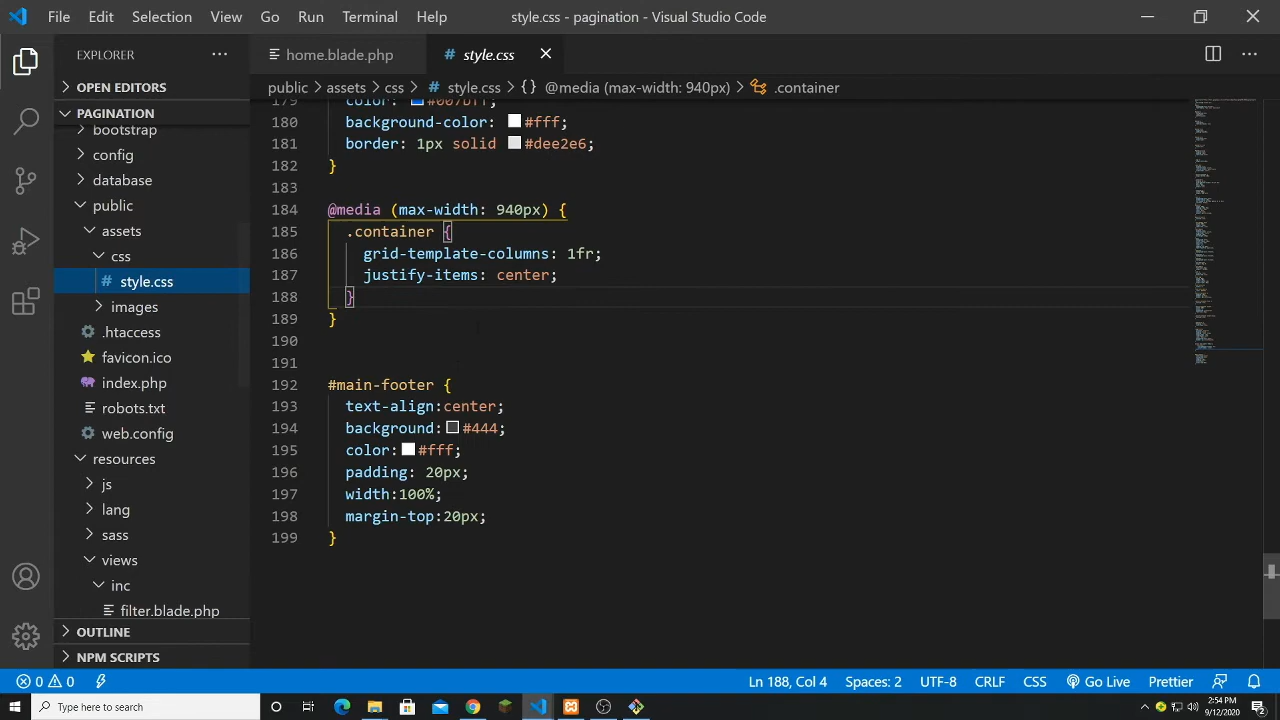 File Edit Selection View Go Run Terminal Help style.css - pagination - Visual Studio Code
EXPLORER
home.blade.php
# style.css
OPEN EDITORS
public > assets > css > # style.css > {} @media (max-width: 940px) > .container
PAGINATION
bootstrap
config
database
public
assets
css
# style.css
images
.htaccess
favicon.ico
index.php
robots.txt
web.config
resources
js
lang
sass
views
inc
filter.blade.php
OUTLINE
NPM SCRIPTS
179 color: #007bff;
180 background-color: #fff;
181 border: 1px solid #dee2e6;
182 }
183
184 @media (max-width: 940px) {
185 .container {
186 grid-template-columns: 1fr;
187 justify-items: center;
188 }
189 }
190
191
192 #main-footer {
193 text-align:center;
194 background: #444;
195 color: #fff;
196 padding: 20px;
197 width:100%;
198 margin-top:20px;
199 }
0 0 Ln 188, Col 4 Spaces: 2 UTF-8 CRLF CSS Go Live Prettier
Type here to search
2:54 PM
9/12/2020
2